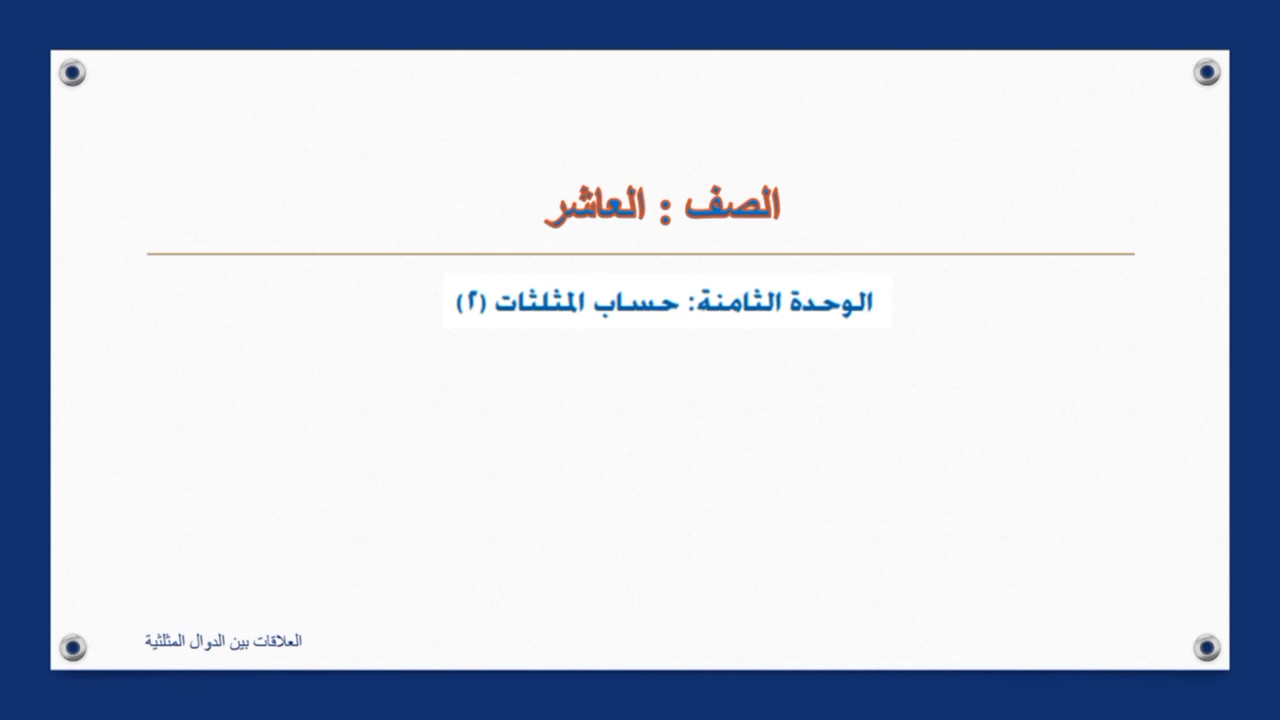 الصف : العاشر
الوحدة الثامنة: حساب المثلثات (٢)
العلاقات بين الدوال المثلثية